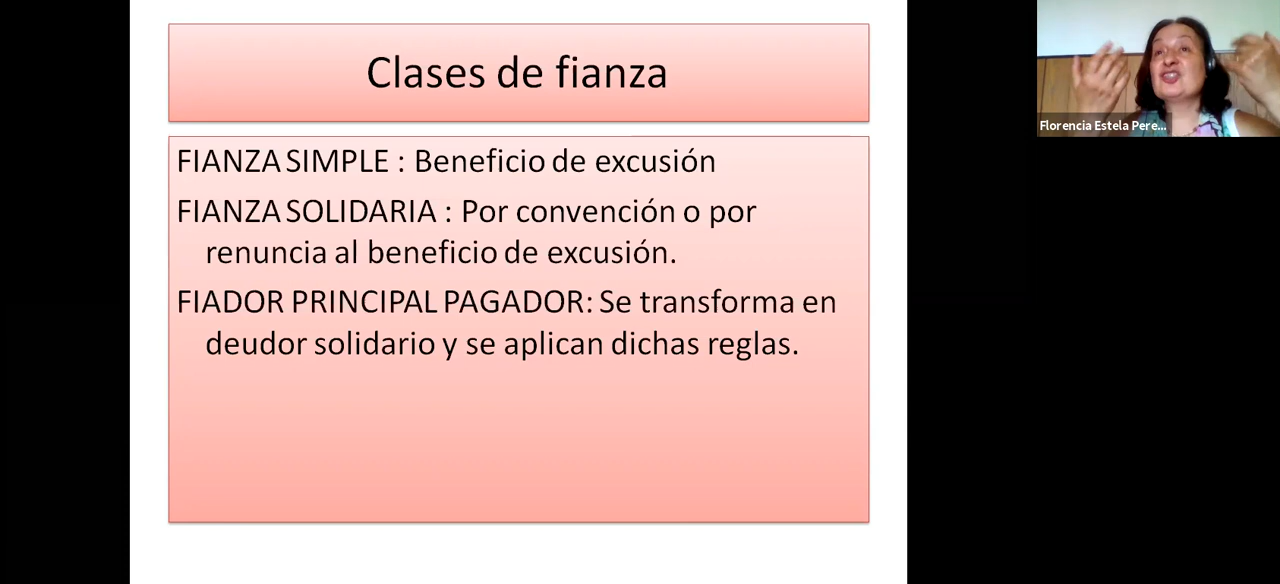 Clases de fianza
Florencia Estela Pere...
FIANZA SIMPLE : Beneficio de excusión
FIANZA SOLIDARIA : Por convención o por
renuncia al beneficio de excusión.
FIADOR PRINCIPAL PAGADOR: Se transforma en
deudor solidario y se aplican dichas reglas.